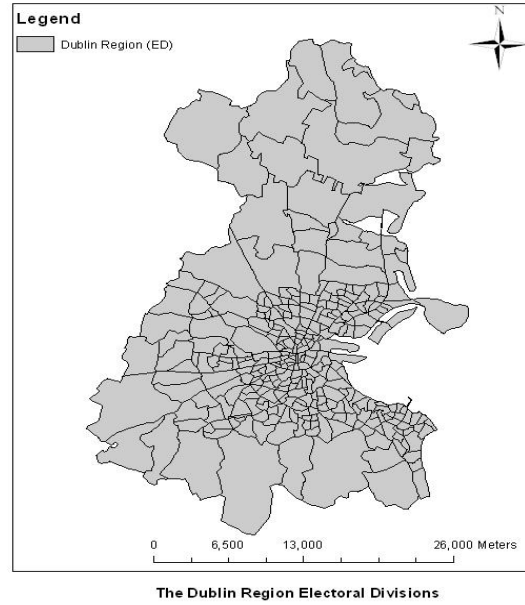 Legend
Dublin Region (ED)
N
0 6,500 13,000 26,000 Meters
The Dublin Region Electoral Divisions